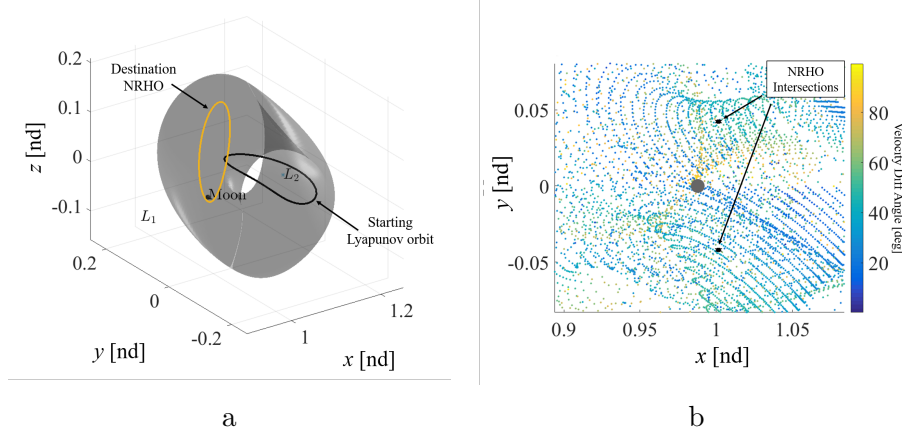 0.2
0.1
0
-0.1
z [nd]
Destination
NRHO
Moon
L₁
L₂
Starting
Lyapunov orbit
0.2
0
-0.2
y [nd]
1
1.2
x [nd]
a
NRHO
Intersections
0.05
0
-0.05
y [nd]
0.9
0.95
1
1.05
x [nd]
80
60
40
20
Velocity Diff Angle [deg]
b